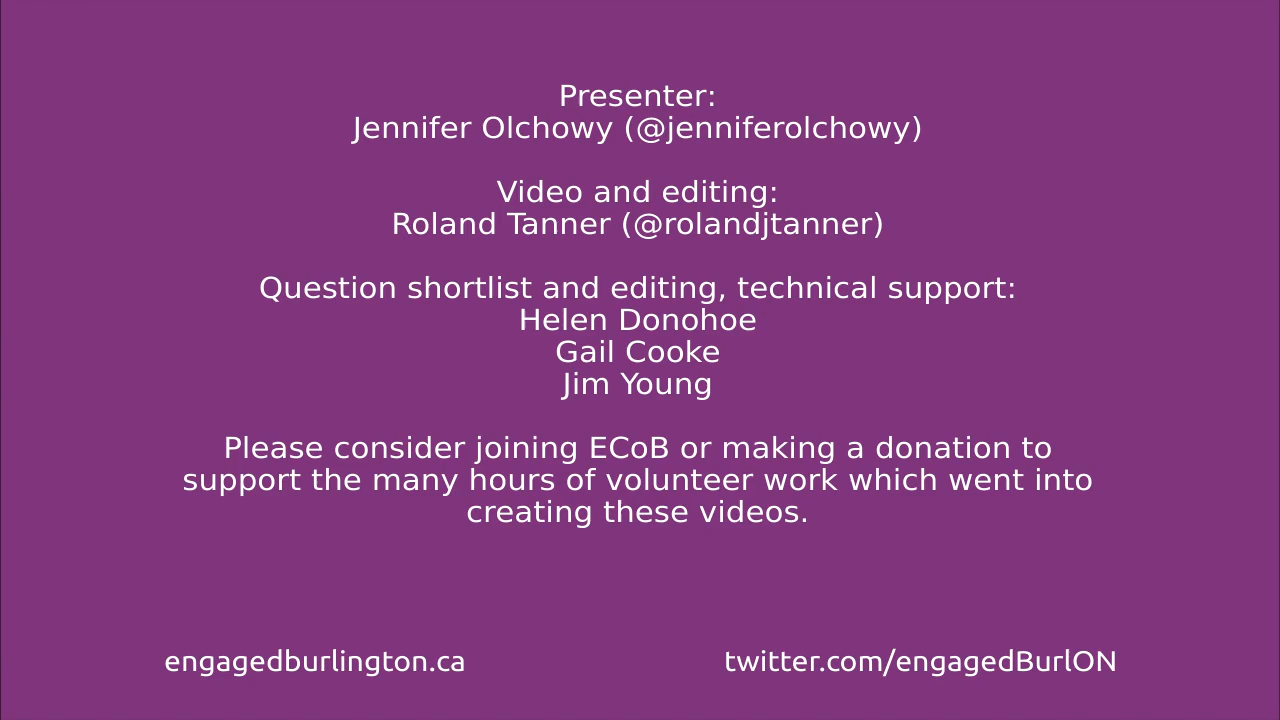 Presenter:
Jennifer Olchowy (@jenniferolchowy)
Video and editing:
Roland Tanner (@rolandjtanner)
Question shortlist and editing, technical support:
Helen Donohoe
Gail Cooke
Jim Young
Please consider joining ECoB or making a donation to
support the many hours of volunteer work which went into
creating these videos.
engagedburlington.ca
twitter.com/engagedBurlON